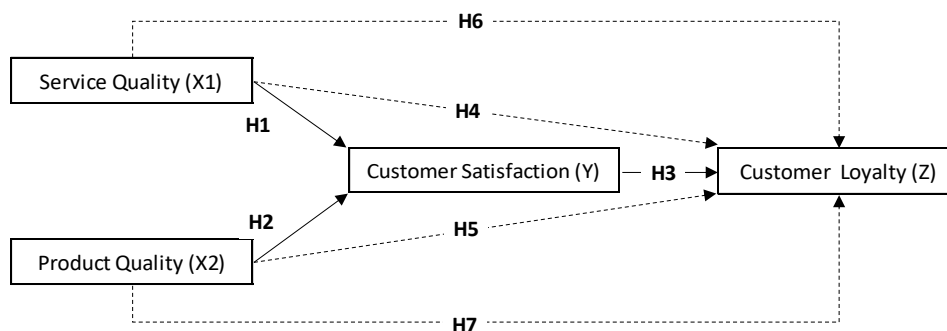 H6
Service Quality (X1)
H4
H1
Customer Satisfaction (Y)
H3
Customer Loyalty (Z)
H2
H5
Product Quality (X2)
H7